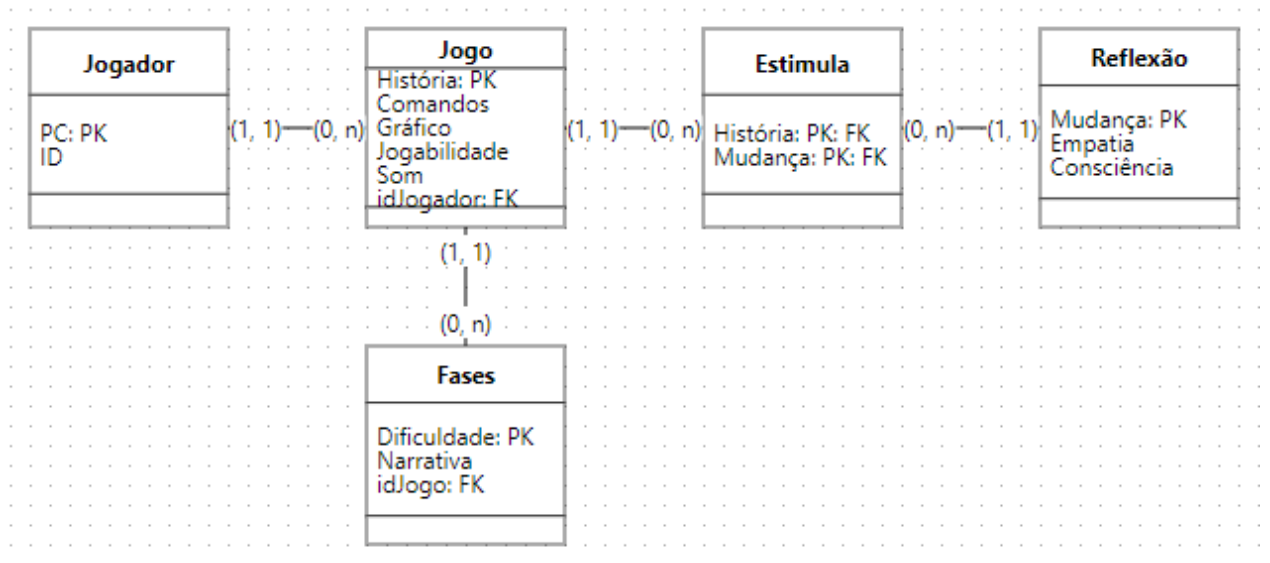 Jogador
PC: PK
ID
(1, 1)
(0, n)
Jogo
História: PK
Comandos
Gráfico
Jogabilidade
Som
idJogador: FK
(1, 1)
(0, n)
Estimula
História: PK: FK
Mudança: PK: FK
(0, n)
(1, 1)
Reflexão
Mudança: PK
Empatia
Consciência
(1, 1)
(0, n)
Fases
Dificuldade: PK
Narrativa
idJogo: FK